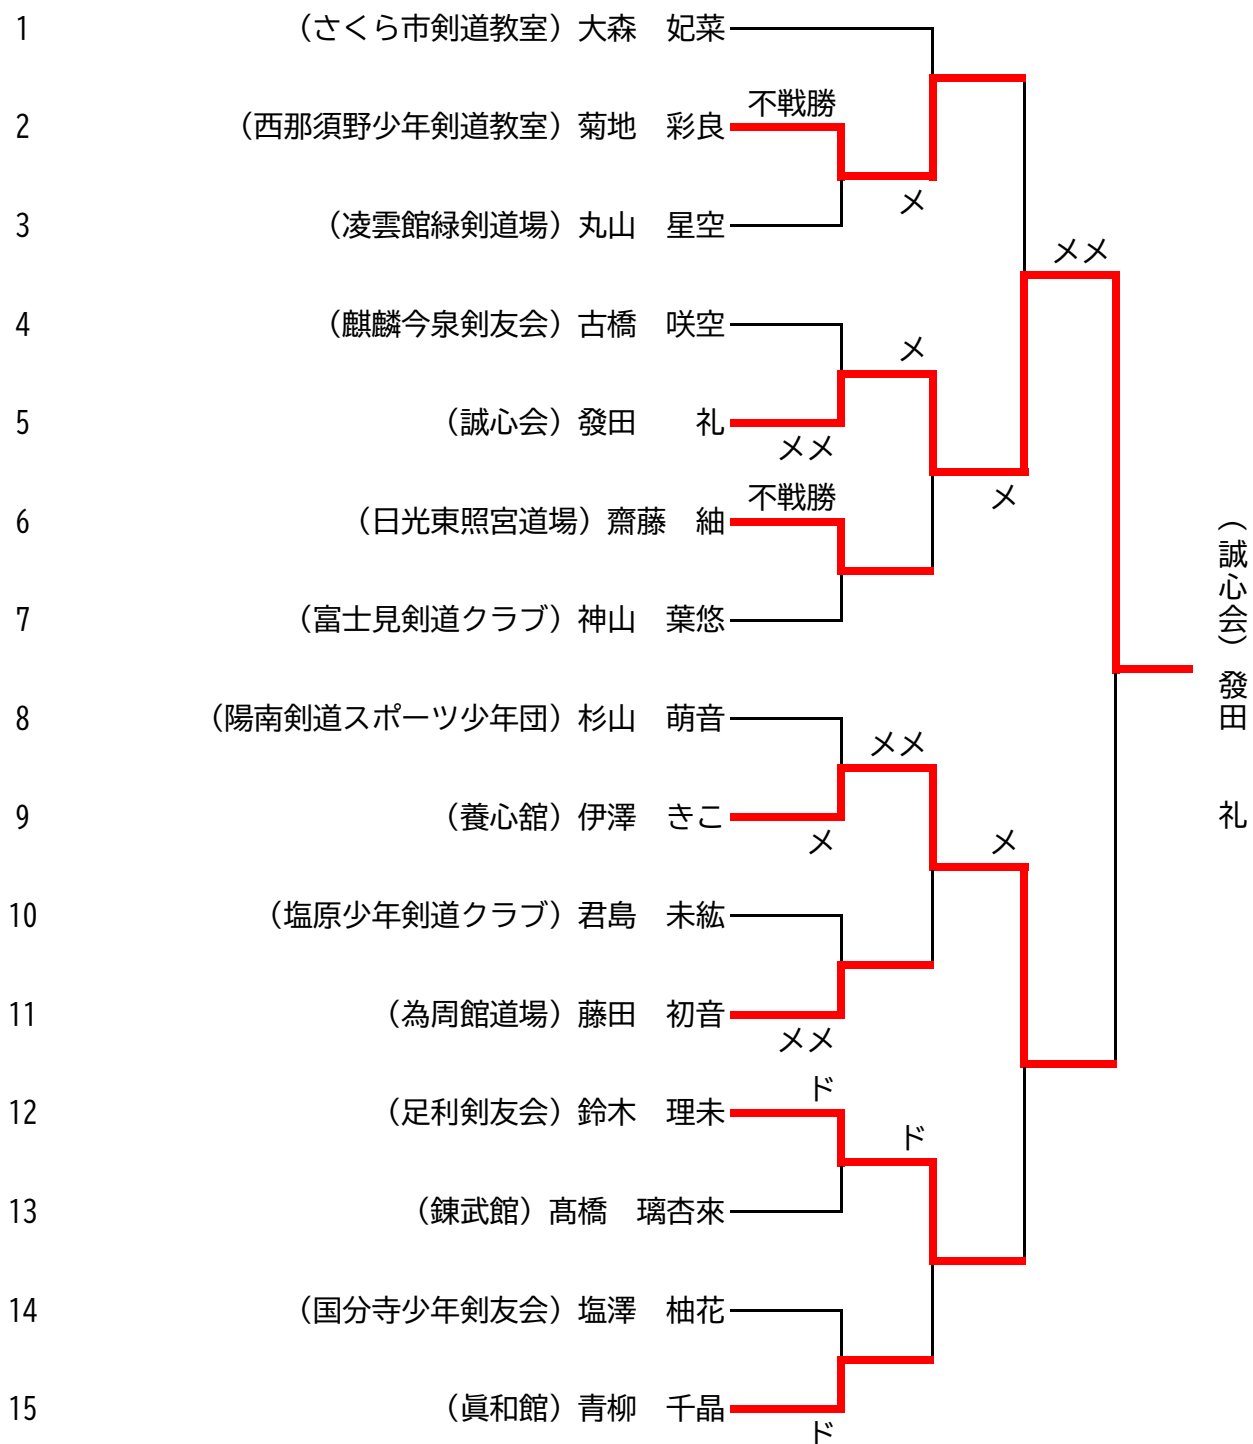 1 （さくら市剣道教室）大森　妃菜
不戦勝
2 （西那須野少年剣道教室）菊地　彩良
メ
3 （凌雲館緑剣道場）丸山　星空
メメ
4 （麒麟今泉剣友会）古橋　咲空
メ
5 （誠心会）發田　　礼
メメ
不戦勝
メ
6 （日光東照宮道場）齋藤　紬
7 （富士見剣道クラブ）神山　葉悠
（誠心会）發田　　礼
8 （陽南剣道スポーツ少年団）杉山　萌音
メメ
9 （養心舘）伊澤　きこ
メ
メ
10 （塩原少年剣道クラブ）君島　未紘
11 （為周館道場）藤田　初音
メメ
ド
12 （足利剣友会）鈴木　理未
ド
13 （錬武館）髙橋　璃杏來
14 （国分寺少年剣友会）塩澤　柚花
15 （眞和館）青柳　千晶
ド